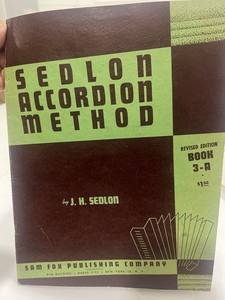 SEDLON
ACCORDION
METHOD
REVISED EDITION
BOOK
3-A
by J. H. SEDLON
SAM FOX PUBLISHING COMPANY